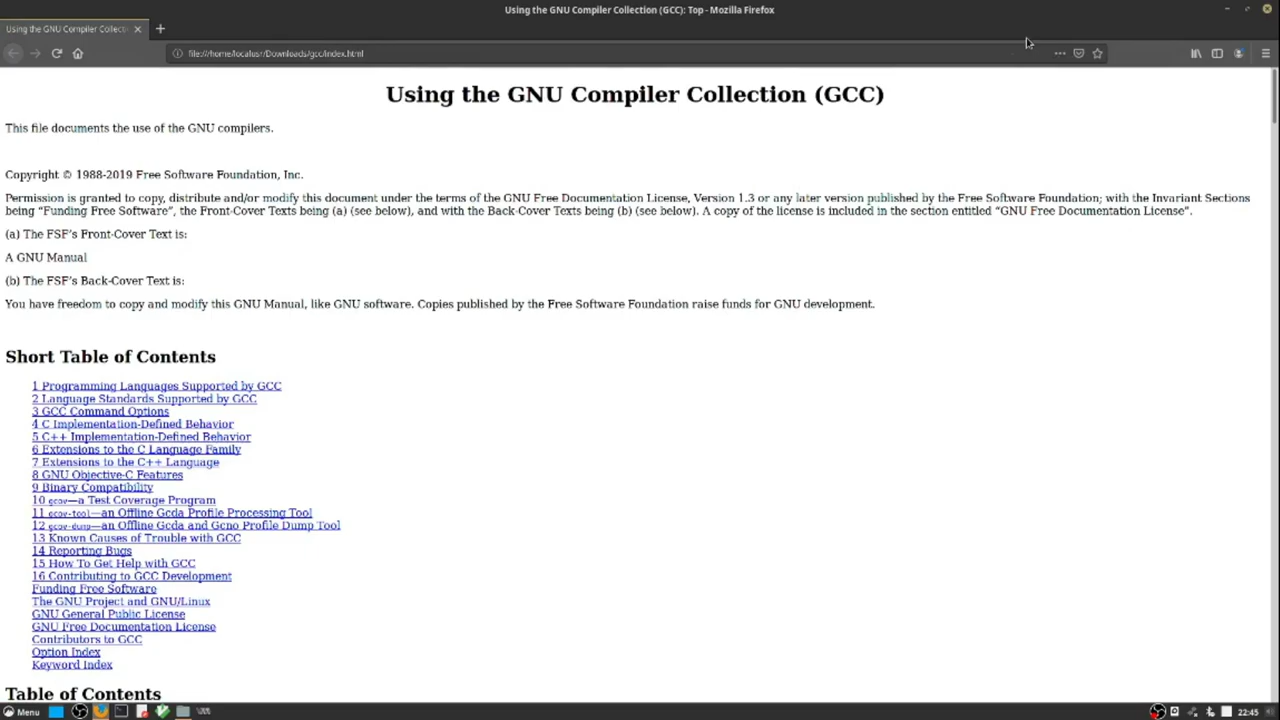 Using the GNU Compiler Collection (GCC): Top - Mozilla Firefox
Using the GNU Compiler Collecti
file:///home/localusr/Downloads/gcc/index.html
Using the GNU Compiler Collection (GCC)
This file documents the use of the GNU compilers.
Copyright © 1988-2019 Free Software Foundation, Inc.
Permission is granted to copy, distribute and/or modify this document under the terms of the GNU Free Documentation License, Version 1.3 or any later version published by the Free Software Foundation; with the Invariant Sections
being “Funding Free Software”, the Front-Cover Texts being (a) (see below), and with the Back-Cover Texts being (b) (see below). A copy of the license is included in the section entitled “GNU Free Documentation License”.
(a) The FSF’s Front-Cover Text is:
A GNU Manual
(b) The FSF’s Back-Cover Text is:
You have freedom to copy and modify this GNU Manual, like GNU software. Copies published by the Free Software Foundation raise funds for GNU development.
Short Table of Contents
1 Programming Languages Supported by GCC
2 Language Standards Supported by GCC
3 GCC Command Options
4 C Implementation-Defined Behavior
5 C++ Implementation-Defined Behavior
6 Extensions to the C Language Family
7 Extensions to the C++ Language
8 GNU Objective-C Features
9 Binary Compatibility
10 gcov—a Test Coverage Program
11 gcov-tool—an Offline Gcda Profile Processing Tool
12 gcov-dump—an Offline Gcda and Gcno Profile Dump Tool
13 Known Causes of Trouble with GCC
14 Reporting Bugs
15 How To Get Help with GCC
16 Contributing to GCC Development
Funding Free Software
The GNU Project and GNU/Linux
GNU General Public License
GNU Free Documentation License
Contributors to GCC
Option Index
Keyword Index
Table of Contents
Menu
22:45